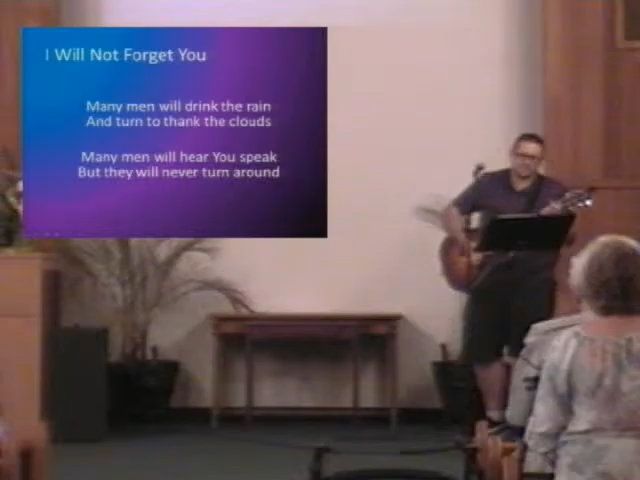 I Will Not Forget You
Many men will drink the rain
And turn to thank the clouds
Many men will hear You speak
But they will never turn around